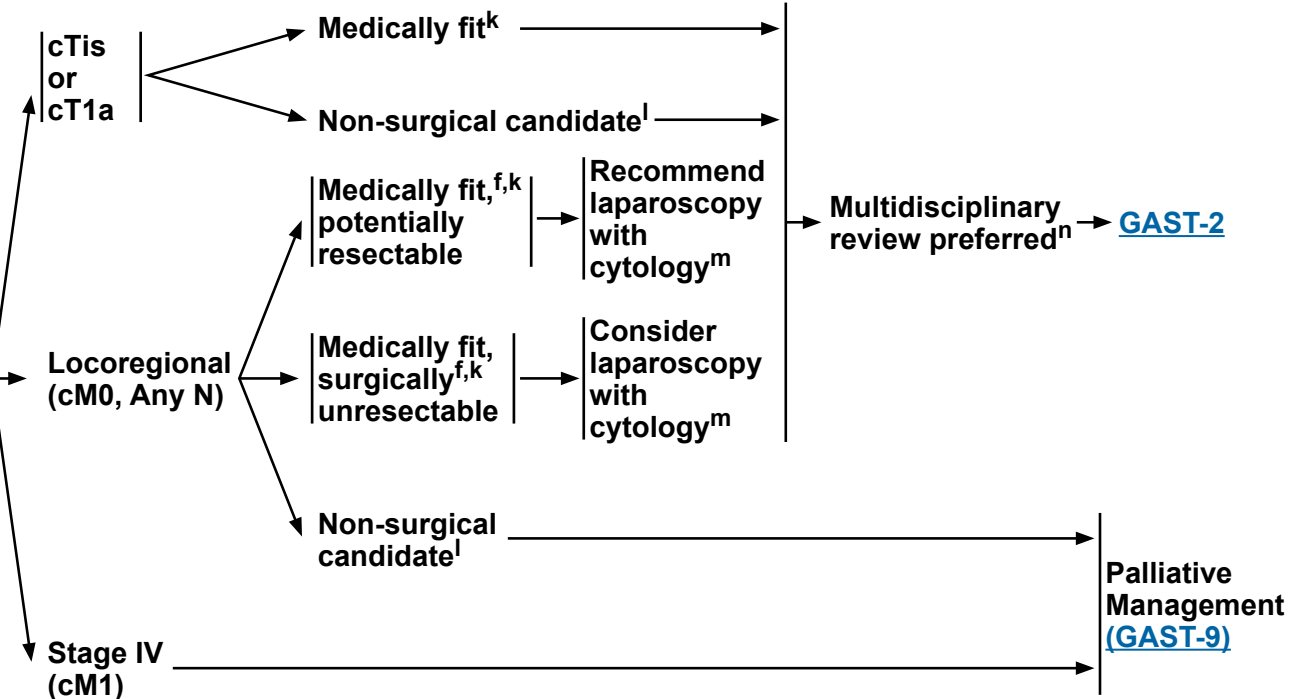 cTis
or
cT1a
Medically fitᵏ
Non-surgical candidateˡ
Locoregional
(cM0, Any N)
Medically fit,ᶠ,ᵏ
potentially
resectable
Recommend
laparoscopy
with
cytologyᵐ
Medically fit,
surgicallyᶠ,ᵏ
unresectable
Consider
laparoscopy
with
cytologyᵐ
Non-surgical
candidateˡ
Multidisciplinary
review preferredⁿ
GAST-2
Stage IV
(cM1)
Palliative
Management
(GAST-9)